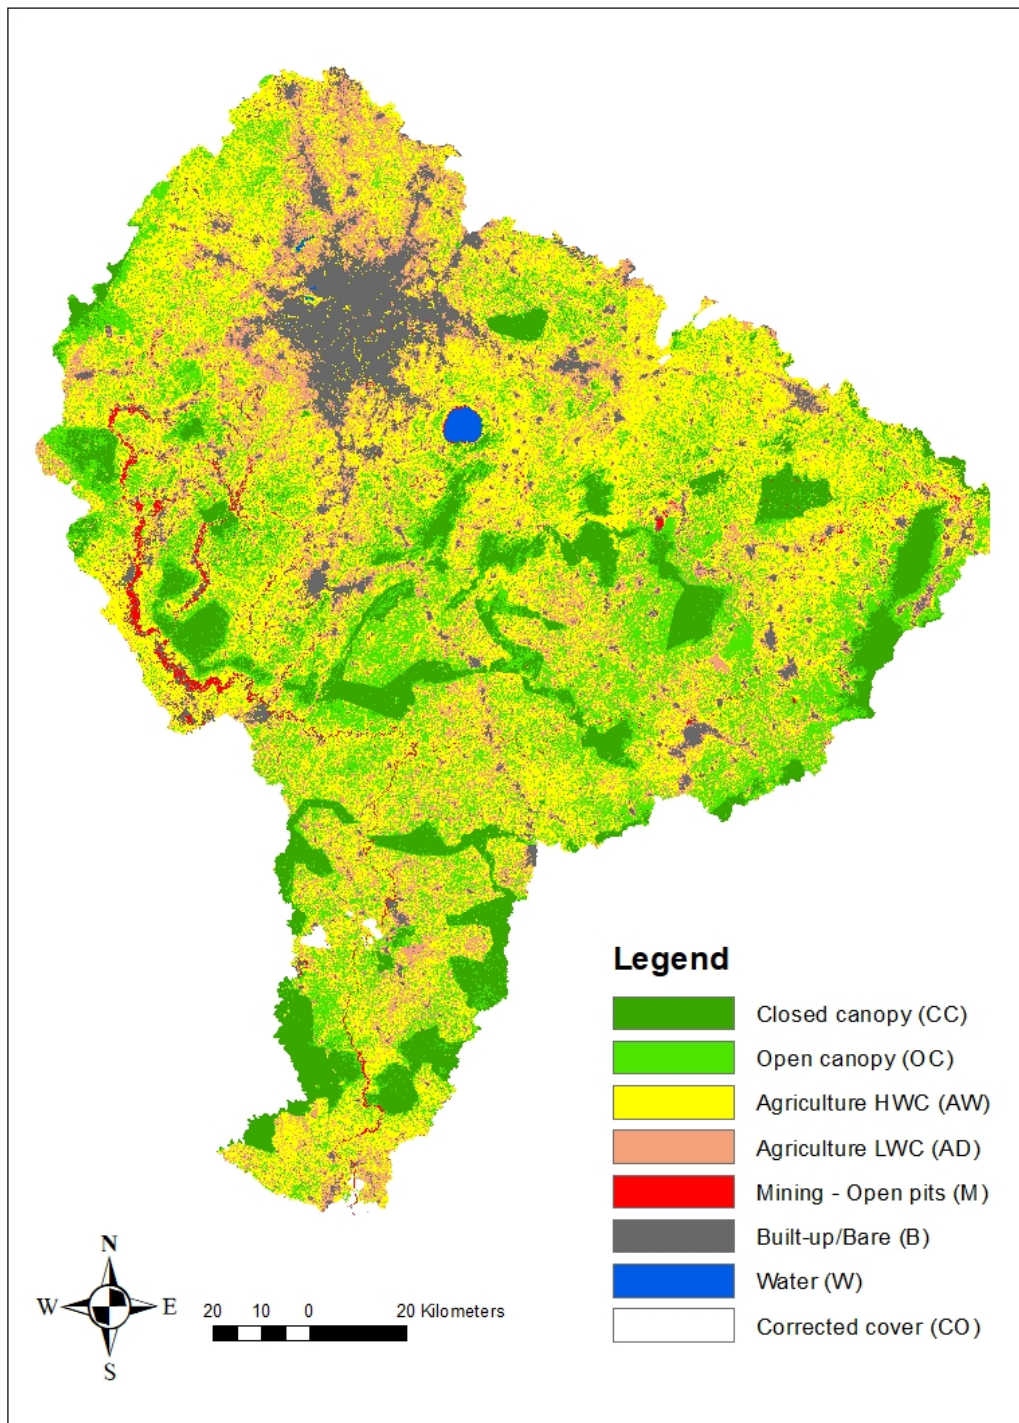 Legend
Closed canopy (CC)
Open canopy (OC)
Agriculture HWC (AW)
Agriculture LWC (AD)
Mining - Open pits (M)
Built-up/Bare (B)
Water (W)
Corrected cover (CO)
N
W E
S
20 10 0 20 Kilometers